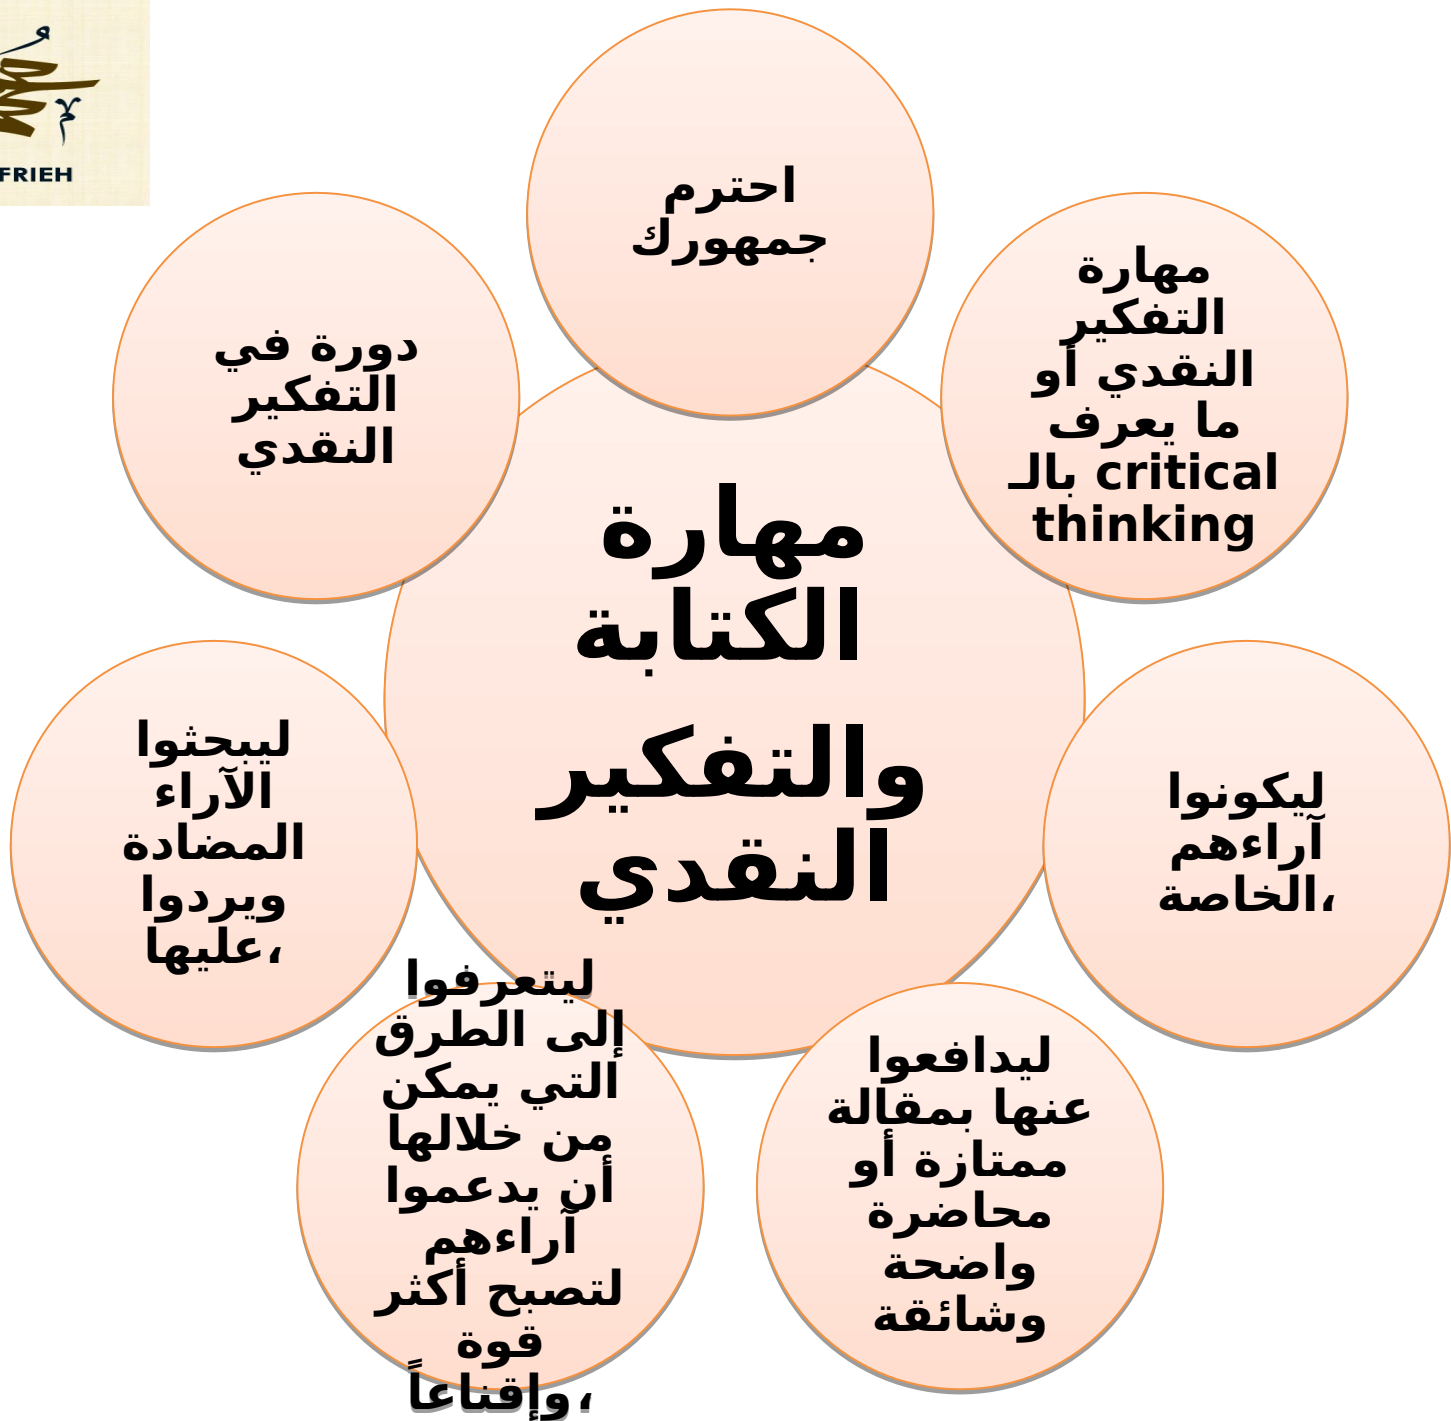 FRIEH
احترم
جمهورك
مهارة
التفكير
النقدي أو
ما يعرف
بالـ critical
thinking
ليكونوا
آراءهم
الخاصة،
ليدافعوا
عنها بمقالة
ممتازة أو
محاضرة
واضحة
وشائقة
ليتعرفوا
إلى الطرق
التي يمكن
من خلالها
أن يدعموا
آراءهم
لتصبح أكثر
قوة
وإقناعاً،
ليبحثوا
الآراء
المضادة
ويردوا
عليها،
دورة في
التفكير
النقدي
مهارة
الكتابة
والتفكير
النقدي